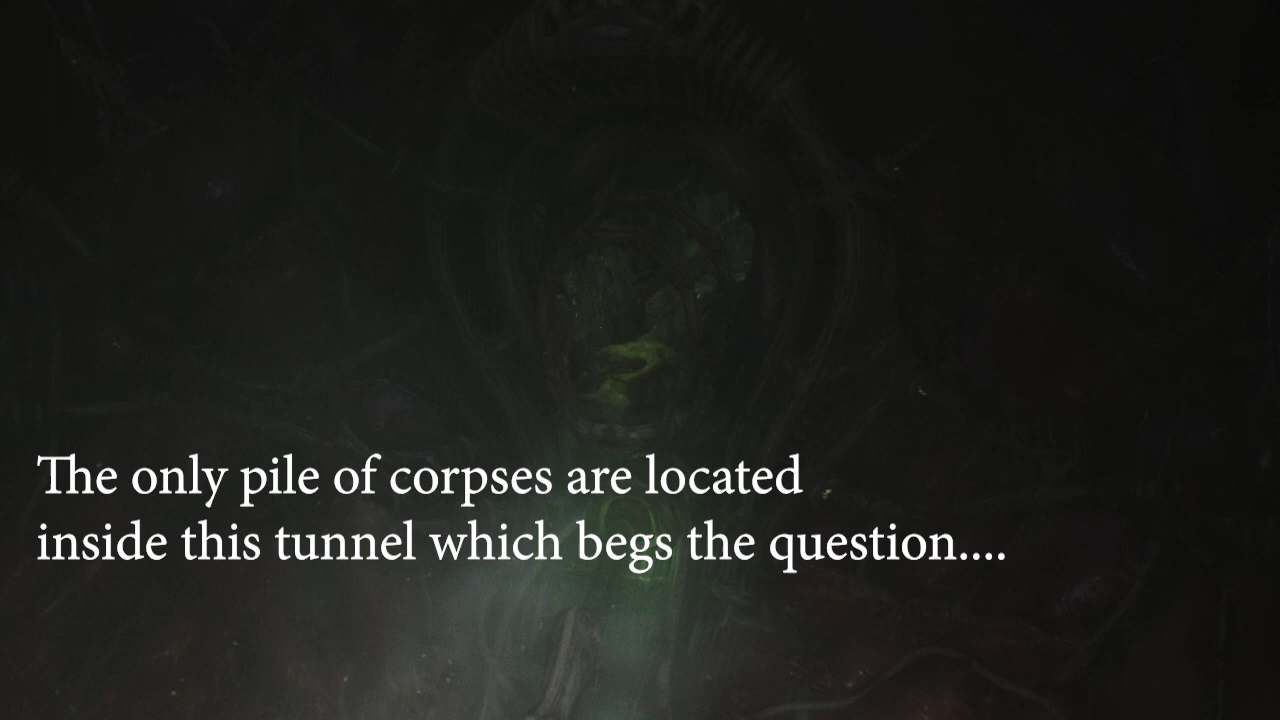 The only pile of corpses are located
inside this tunnel which begs the question....